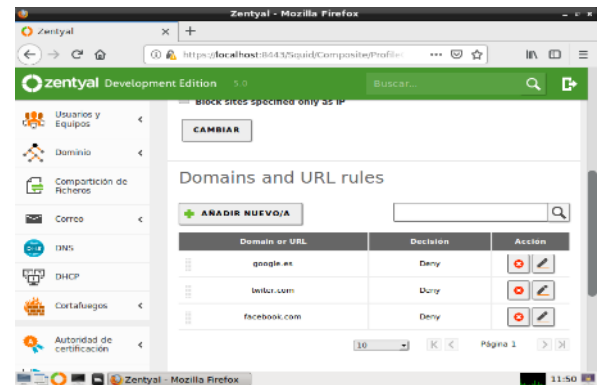 Zentyal - Mozilla Firefox
Zentyal
https://localhost:8443/Squid/Composite/Profile
zentyal Development Edition 5.0
Buscar...
Block sites specified only as IP
Usuarios y
Equipos
CAMBIAR
Dominio
Domains and URL rules
Compartición de
Ficheros
AÑADIR NUEVO/A
Correo
Domain or URL Decisión Acción
DNS
google.es Deny
DHCP
twiter.com Deny
Cortafuegos
facebook.com Deny
Autoridad de
certificación
10 Página 1
Zentyal - Mozilla Firefox
11:50